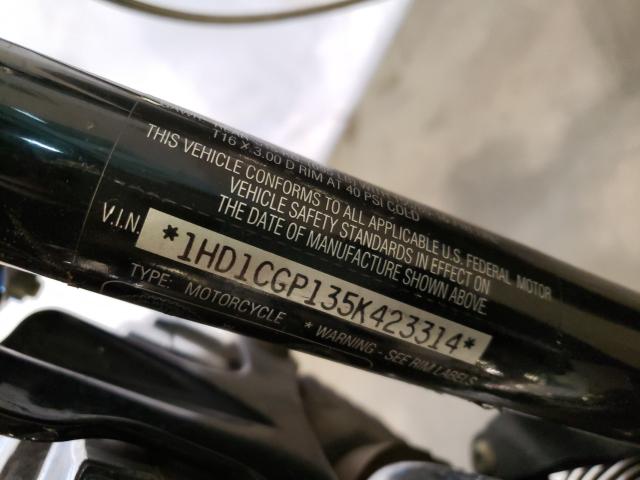 T16 X 3.00 D RIM AT 40 PSI COLD
THIS VEHICLE CONFORMS TO ALL APPLICABLE U.S. FEDERAL MOTOR
VEHICLE SAFETY STANDARDS IN EFFECT ON
THE DATE OF MANUFACTURE SHOWN ABOVE
V.I.N. *1HD1CGP135K423314*
TYPE: MOTORCYCLE * WARNING - SEE RIM LABELS